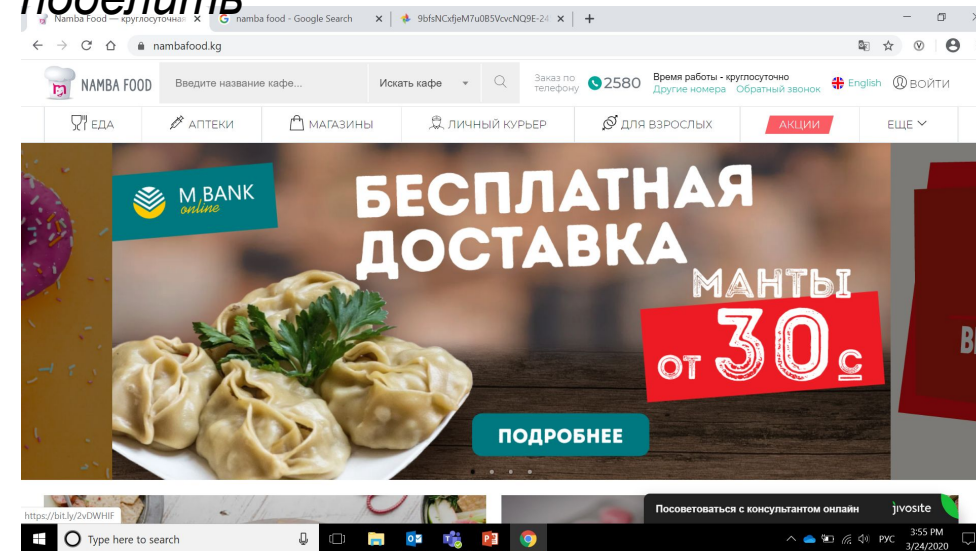 поделить
Namba Food — круглосуточна
namba food - Google Search
9bfsNCxfjeM7u0B5VcvcNQ9E-24
nambafood.kg
NAMBA FOOD
Введите название кафе...
Искать кафе
Заказ по телефону
2580
Время работы - круглосуточно
Другие номера Обратный звонок
English
ВОЙТИ
ЕДА
АПТЕКИ
МАГАЗИНЫ
ЛИЧНЫЙ КУРЬЕР
ДЛЯ ВЗРОСЛЫХ
АКЦИИ
ЕЩЕ
M BANK
online
БЕСПЛАТНАЯ
ДОСТАВКА
МАНТЫ
ОТ 30 С
ПОДРОБНЕЕ
В
https://bit.ly/2vDWHIF
Посоветоваться с консультантом онлайн
jivosite
Type here to search
РУС
3:55 PM
3/24/2020